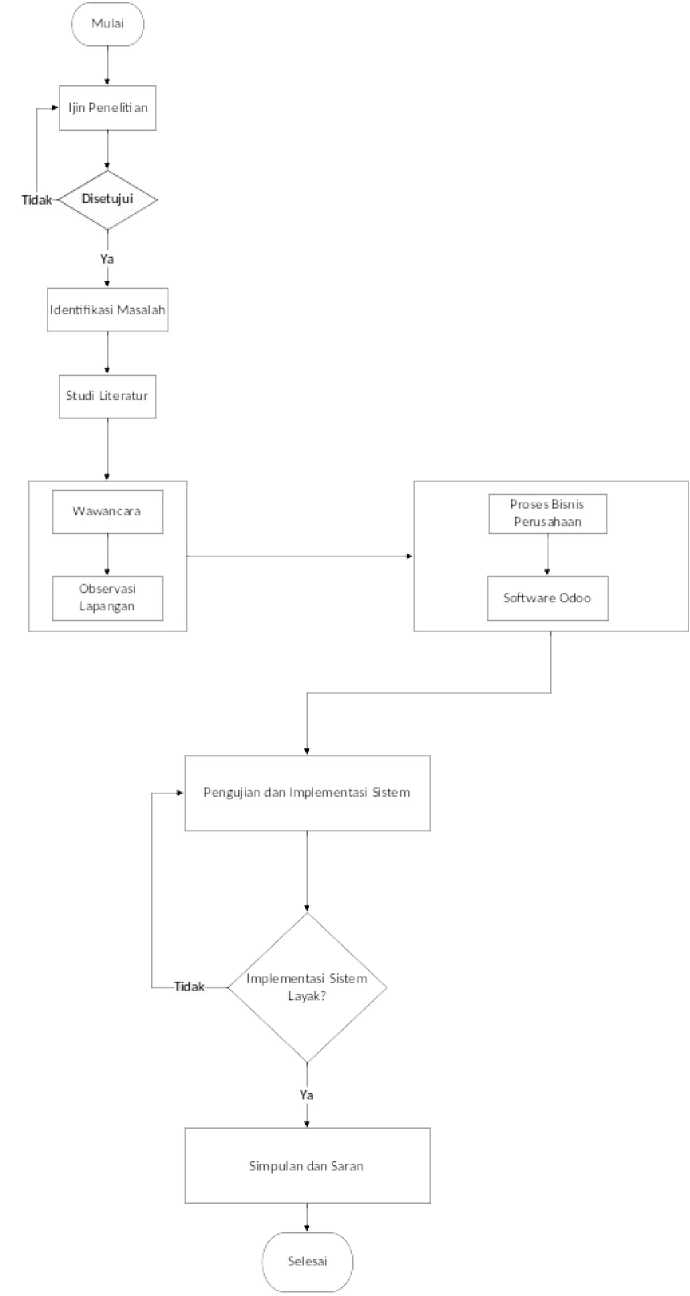 Mulai
Ijin Penelitian
Disetujui
Tidak
Ya
Identifikasi Masalah
Studi Literatur
Wawancara
Observasi
Lapangan
Proses Bisnis
Perusahaan
Software Odoo
Pengujian dan Implementasi Sistem
Implementasi Sistem
Layak?
Tidak
Ya
Simpulan dan Saran
Selesai